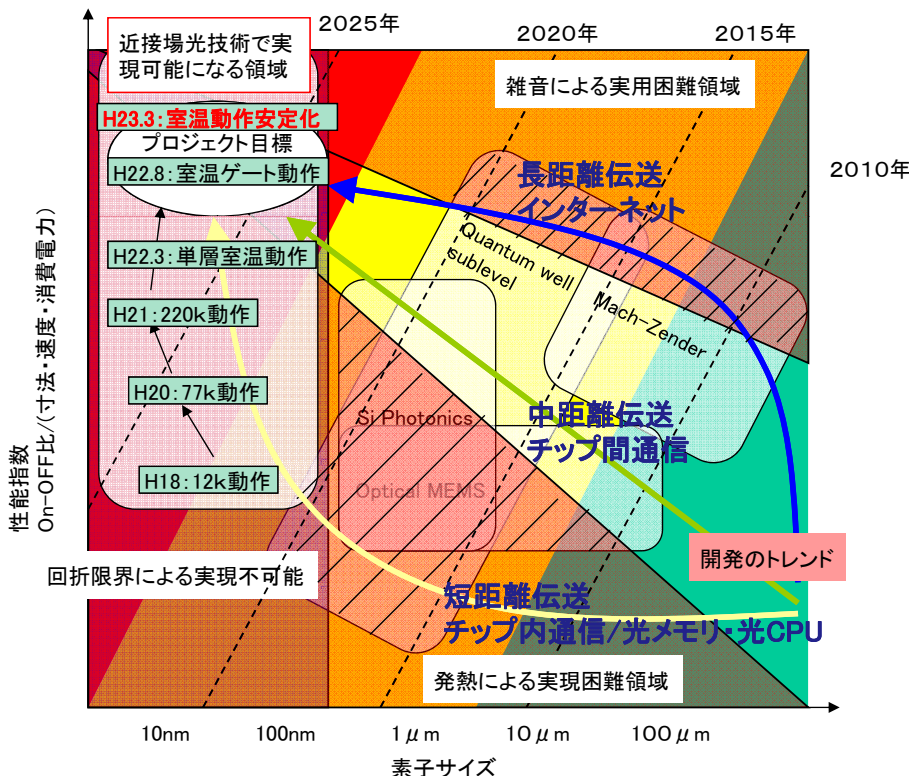 2025年
2020年
2015年
2010年
近接場光技術で実
現可能になる領域
雑音による実用困難領域
H23.3：室温動作安定化
プロジェクト目標
H22.8：室温ゲート動作
H22.3：単層室温動作
H21：220k動作
H20：77k動作
H18：12k動作
長距離伝送
インターネット
Quantum well
sublevel
Mach-Zender
Si Photonics
Optical MEMS
中距離伝送
チップ間通信
開発のトレンド
回折限界による実現不可能
短距離伝送
チップ内通信/光メモリ・光CPU
発熱による実現困難領域
性能指数
On-OFF比/(寸法・速度・消費電力)
10nm
100nm
1μm
10μm
100μm
素子サイズ